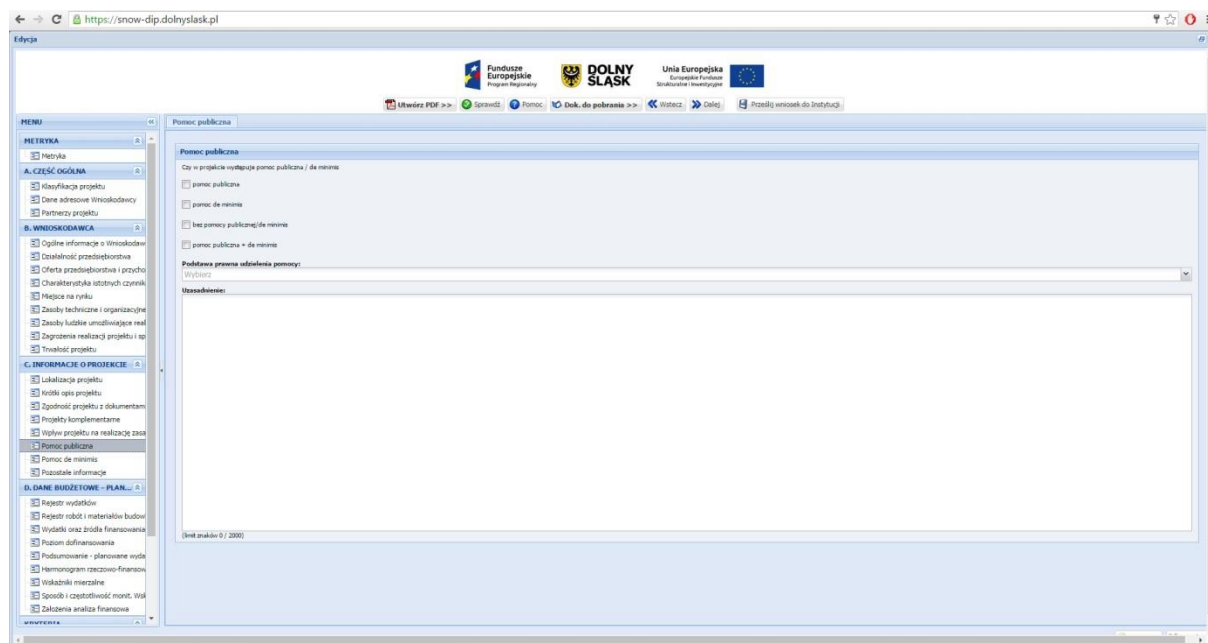 https://snow-dip.dolnyslask.pl
Edycja
Fundusze
Europejskie
Program Regionalny
DOLNY
ŚLĄSK
Unia Europejska
Europejskie Fundusze
Strukturalne i Inwestycyjne
Utwórz PDF >> Sprawdź Pomoc Dok. do pobrania >> Wstecz Dalej Prześlij wniosek do Instytucji
MENU
Pomoc publiczna
METRYKA
Metryka
A. CZĘŚĆ OGÓLNA
Klasyfikacja projektu
Dane adresowe Wnioskodawcy
Partnerzy projektu
B. WNIOSKODAWCA
Ogólne informacje o Wnioskodaw
Działalność przedsiębiorstwa
Oferta przedsiębiorstwa i przycho
Charakterystyka istotnych czynnik
Miejsce na rynku
Zasoby techniczne i organizacyjne
Zasoby ludzkie umożliwiające real
Zagrożenia realizacji projektu i sp
Trwałość projektu
C. INFORMACJE O PROJEKCIE
Lokalizacja projektu
Krótki opis projektu
Zgodność projektu z dokumentam
Projekty komplementarne
Wpływ projektu na realizację zasa
Pomoc publiczna
Pomoc de minimis
Pozostałe informacje
D. DANE BUDŻETOWE - PLAN...
Rejestr wydatków
Rejestr robót i materiałów budow
Wydatki oraz źródła finansowania
Poziom dofinansowania
Podsumowanie - planowane wyda
Harmonogram rzeczowo-finansow
Wskaźniki mierzalne
Sposób i częstotliwość monit. Wsk
Założenia analiza finansowa
KRYTERIA
Pomoc publiczna
Czy w projekcie występuje pomoc publiczna / de minimis
pomoc publiczna
pomoc de minimis
bez pomocy publicznej/de minimis
pomoc publiczna + de minimis
Podstawa prawna udzielenia pomocy:
Wybierz
Uzasadnienie:
(limit znaków 0 / 2000)